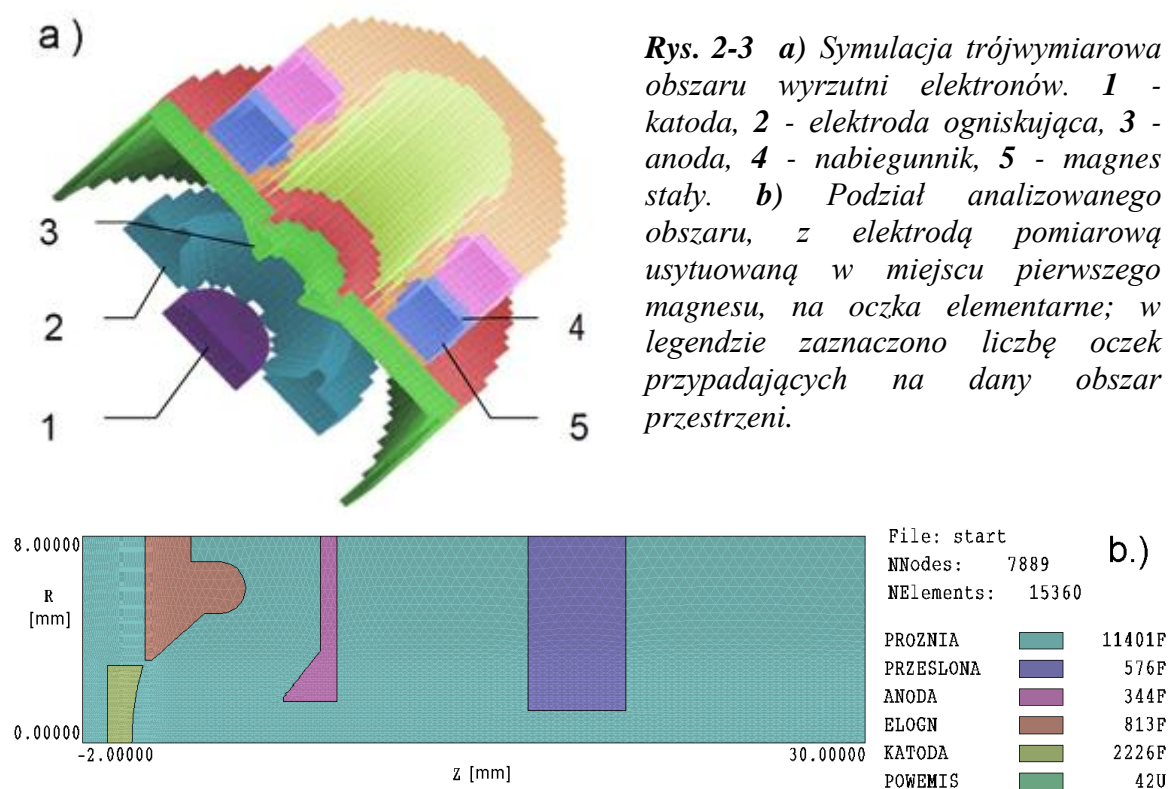 a )
3
2
1
4
5
Rys. 2-3 a) Symulacja trójwymiarowa
obszaru wyrzutni elektronów. 1 -
katoda, 2 - elektroda ogniskująca, 3 -
anoda, 4 - nabiegunnik, 5 - magnes
stały. b) Podział analizowanego
obszaru, z elektrodą pomiarową
usytuowaną w miejscu pierwszego
magnesu, na oczka elementarne; w
legendzie zaznaczono liczbę oczek
przypadających na dany obszar
przestrzeni.
8.00000
R
[mm]
0.00000
-2.00000
Z [mm]
30.00000
File: start
b.)
NNodes: 7889
NElements: 15360
PROZNIA 11401F
PRZESLONA 576F
ANODA 344F
ELOGN 813F
KATODA 2226F
POWEMIS 42U